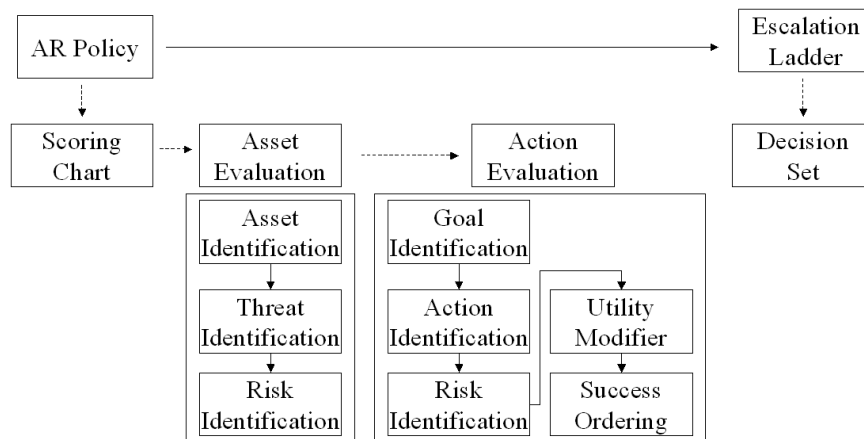 AR Policy
Escalation
Ladder
Scoring
Chart
Asset
Evaluation
Action
Evaluation
Decision
Set
Asset
Identification
Threat
Identification
Risk
Identification
Goal
Identification
Action
Identification
Risk
Identification
Utility
Modifier
Success
Ordering